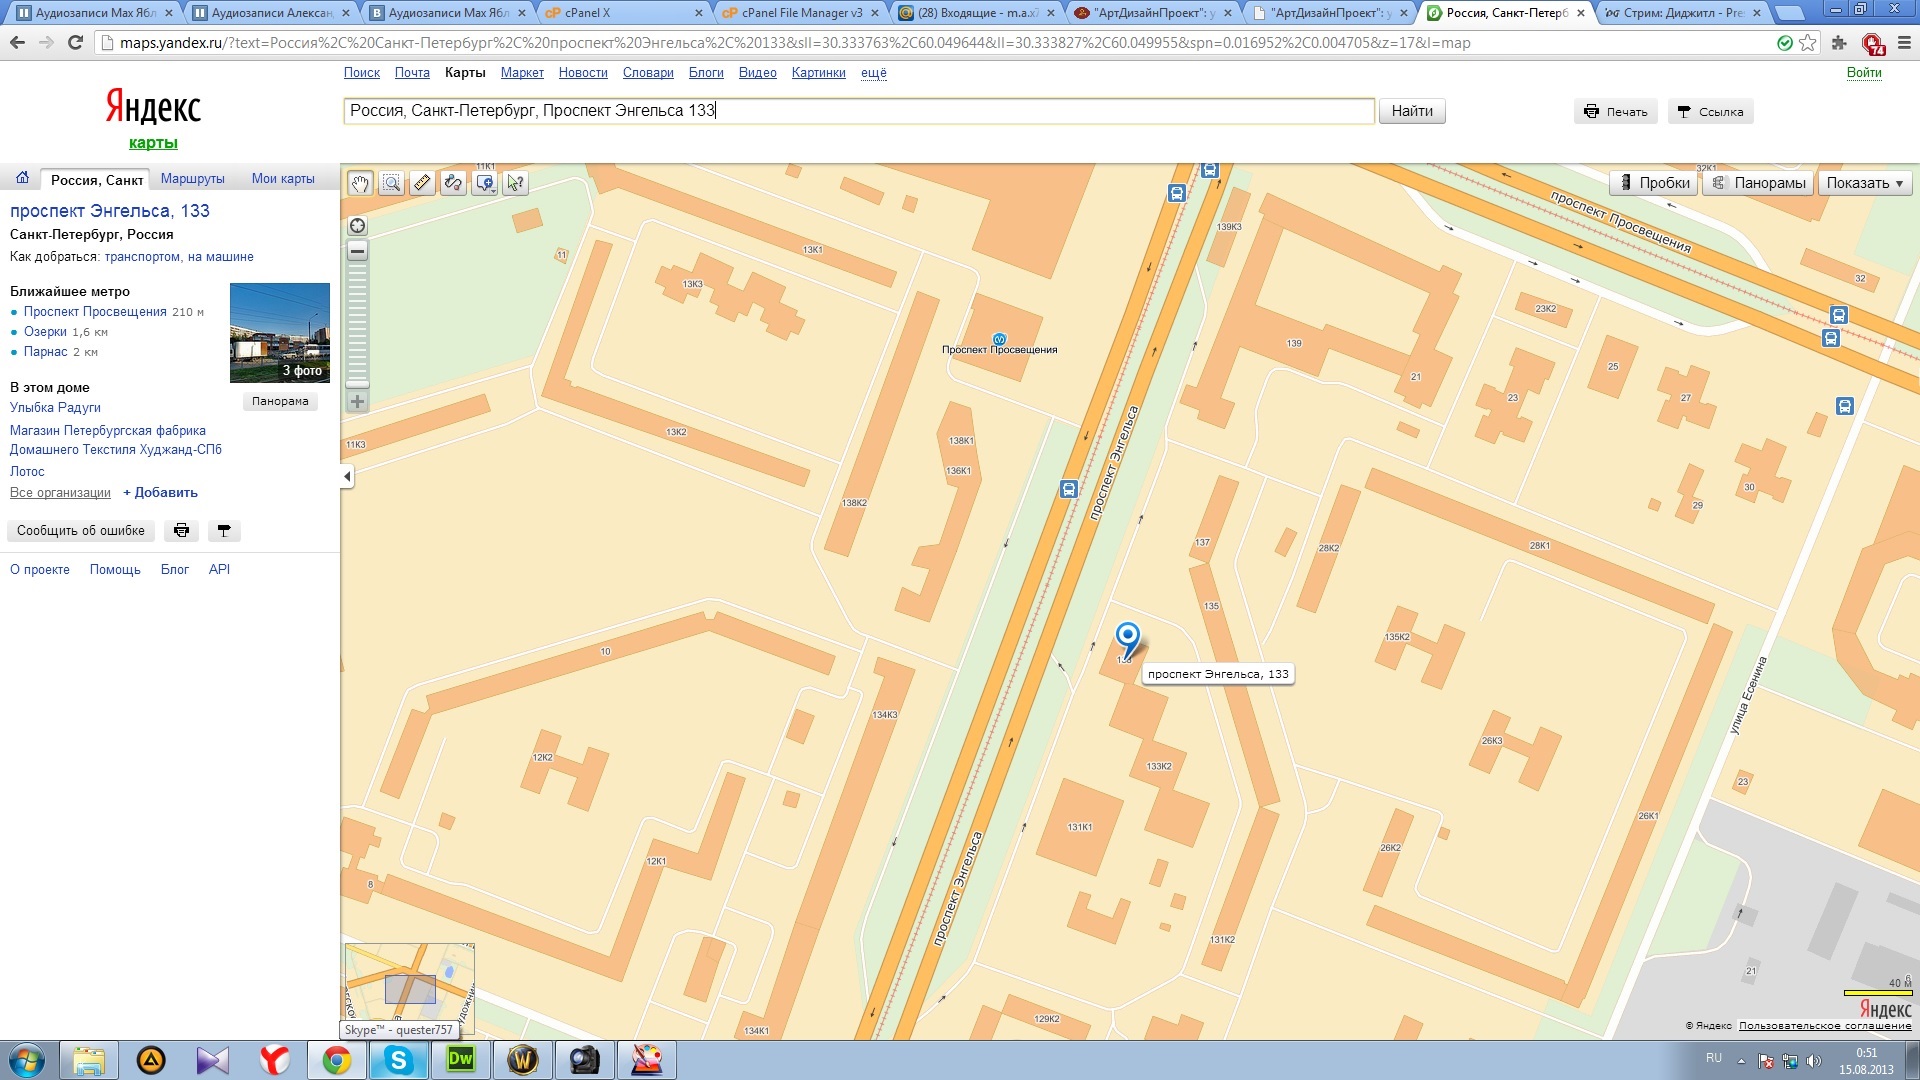 Аудиозаписи Max Ябл
Аудиозаписи Алексан
Аудиозаписи Max Ябл
cPanel X
cPanel File Manager v3
(28) Входящие - m.a.x7
"АртДизайнПроект": у
"АртДизайнПроект": у
Россия, Санкт-Петерб
Стрим: Диджитл - Pre
maps.yandex.ru/?text=Россия%2C%20Санкт-Петербург%2C%20проспект%20Энгельса%2C%20133&sll=30.333763%2C60.049644&ll=30.333827%2C60.049955&spn=0.016952%2C0.004705&z=17&l=map
74
Поиск Почта Карты Маркет Новости Словари Блоги Видео Картинки ещё
Войти
Яндекс
карты
Россия, Санкт-Петербург, Проспект Энгельса 133
Найти
Печать
Ссылка
Россия, Санкт
Маршруты
Мои карты
проспект Энгельса, 133
Санкт-Петербург, Россия
Как добраться: транспортом, на машине
Ближайшее метро
Проспект Просвещения 210 м
Озерки 1,6 км
Парнас 2 км
3 фото
Панорама
В этом доме
Улыбка Радуги
Магазин Петербургская фабрика
Домашнего Текстиля Худжанд-СПб
Лотос
Все организации + Добавить
Сообщить об ошибке
О проекте Помощь Блог API
Пробки
Панорамы
Показать
11К1
32К1
13К1
139К3
проспект Просвещения
11
13К3
32
23К2
Проспект Просвещения
139
21
25
23
27
13К2
11К3
138К1
136К1
проспект Энгельса
30
29
138К2
137
28К2
28К1
135
10
135К2
133
проспект Энгельса, 133
улица Есенина
134К3
12К2
26К3
133К2
23
131К1
26К1
26К2
12К1
8
проспект Энгельса
131К2
21
129К2
134К1
6
40 м
Яндекс
© Яндекс Пользовательское соглашение
Skype™ - quester757
Dw
RU
0:51
15.08.2013